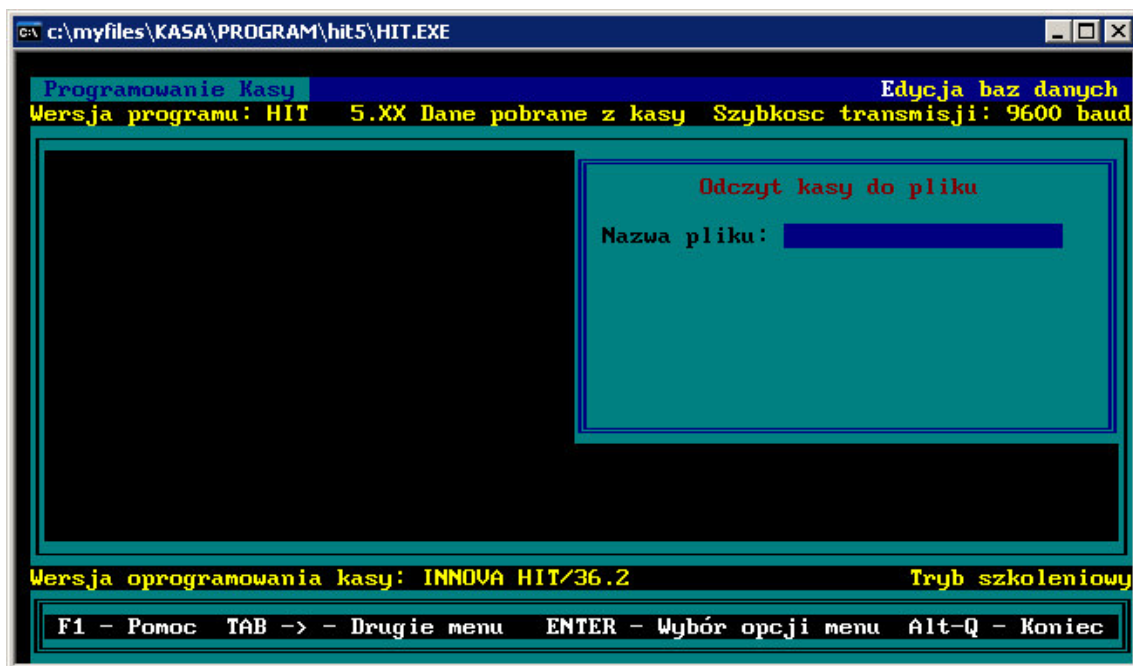 c:\myfiles\KASA\PROGRAM\hit5\HIT.EXE
Programowanie Kasy Edycja baz danych
Wersja programu: HIT 5.XX Dane pobrane z kasy Szybkosc transmisji: 9600 baud
Odczyt kasy do pliku
Nazwa pliku:
Wersja oprogramowania kasy: INNOVA HIT/36.2 Tryb szkoleniowy
F1 - Pomoc TAB -> - Drugie menu ENTER - Wybór opcji menu Alt-Q - Koniec